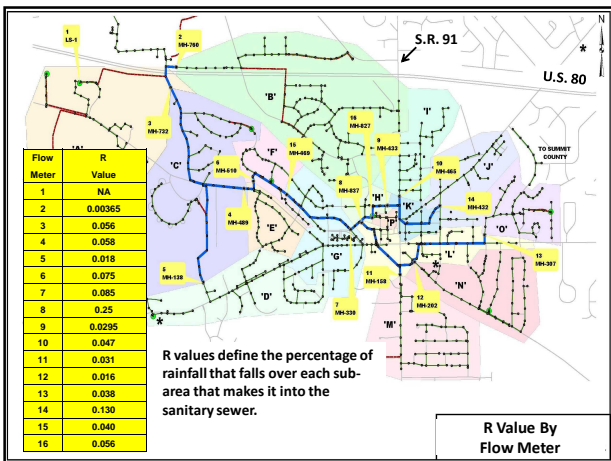 1
LS-1
2
MH-760
S.R. 91
*
N
U.S. 80
'B'
'I'
'A'
3
MH-732
'C'
'F'
6
MH-510
15
MH-469
16
MH-827
9
MH-433
10
MH-465
'J'
TO SUMMIT
COUNTY
8
MH-837
'H'
'K'
'P'
14
MH-432
'O'
4
MH-489
'E'
'G'
'L'
*
13
MH-307
5
MH-138
'D'
11
MH-159
'N'
7
MH-330
'M'
12
MH-202
*
Flow Meter R Value
1 NA
2 0.00365
3 0.056
4 0.058
5 0.018
6 0.075
7 0.085
8 0.25
9 0.0295
10 0.047
11 0.031
12 0.016
13 0.038
14 0.130
15 0.040
16 0.056
R values define the percentage of
rainfall that falls over each sub-
area that makes it into the
sanitary sewer.
R Value By
Flow Meter